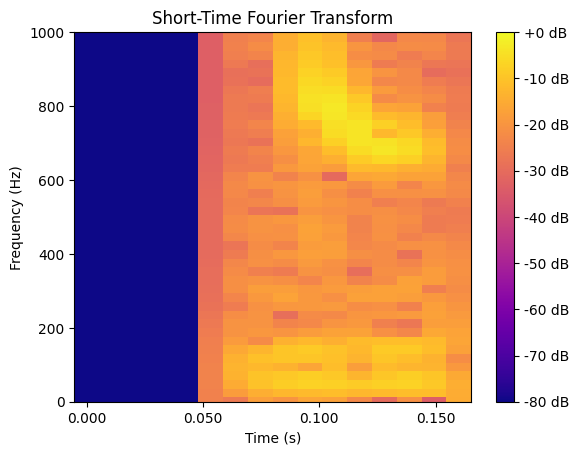 Short-Time Fourier Transform
1000
800
600
400
200
0
Frequency (Hz)
0.000
0.050
0.100
0.150
Time (s)
+0 dB
-10 dB
-20 dB
-30 dB
-40 dB
-50 dB
-60 dB
-70 dB
-80 dB